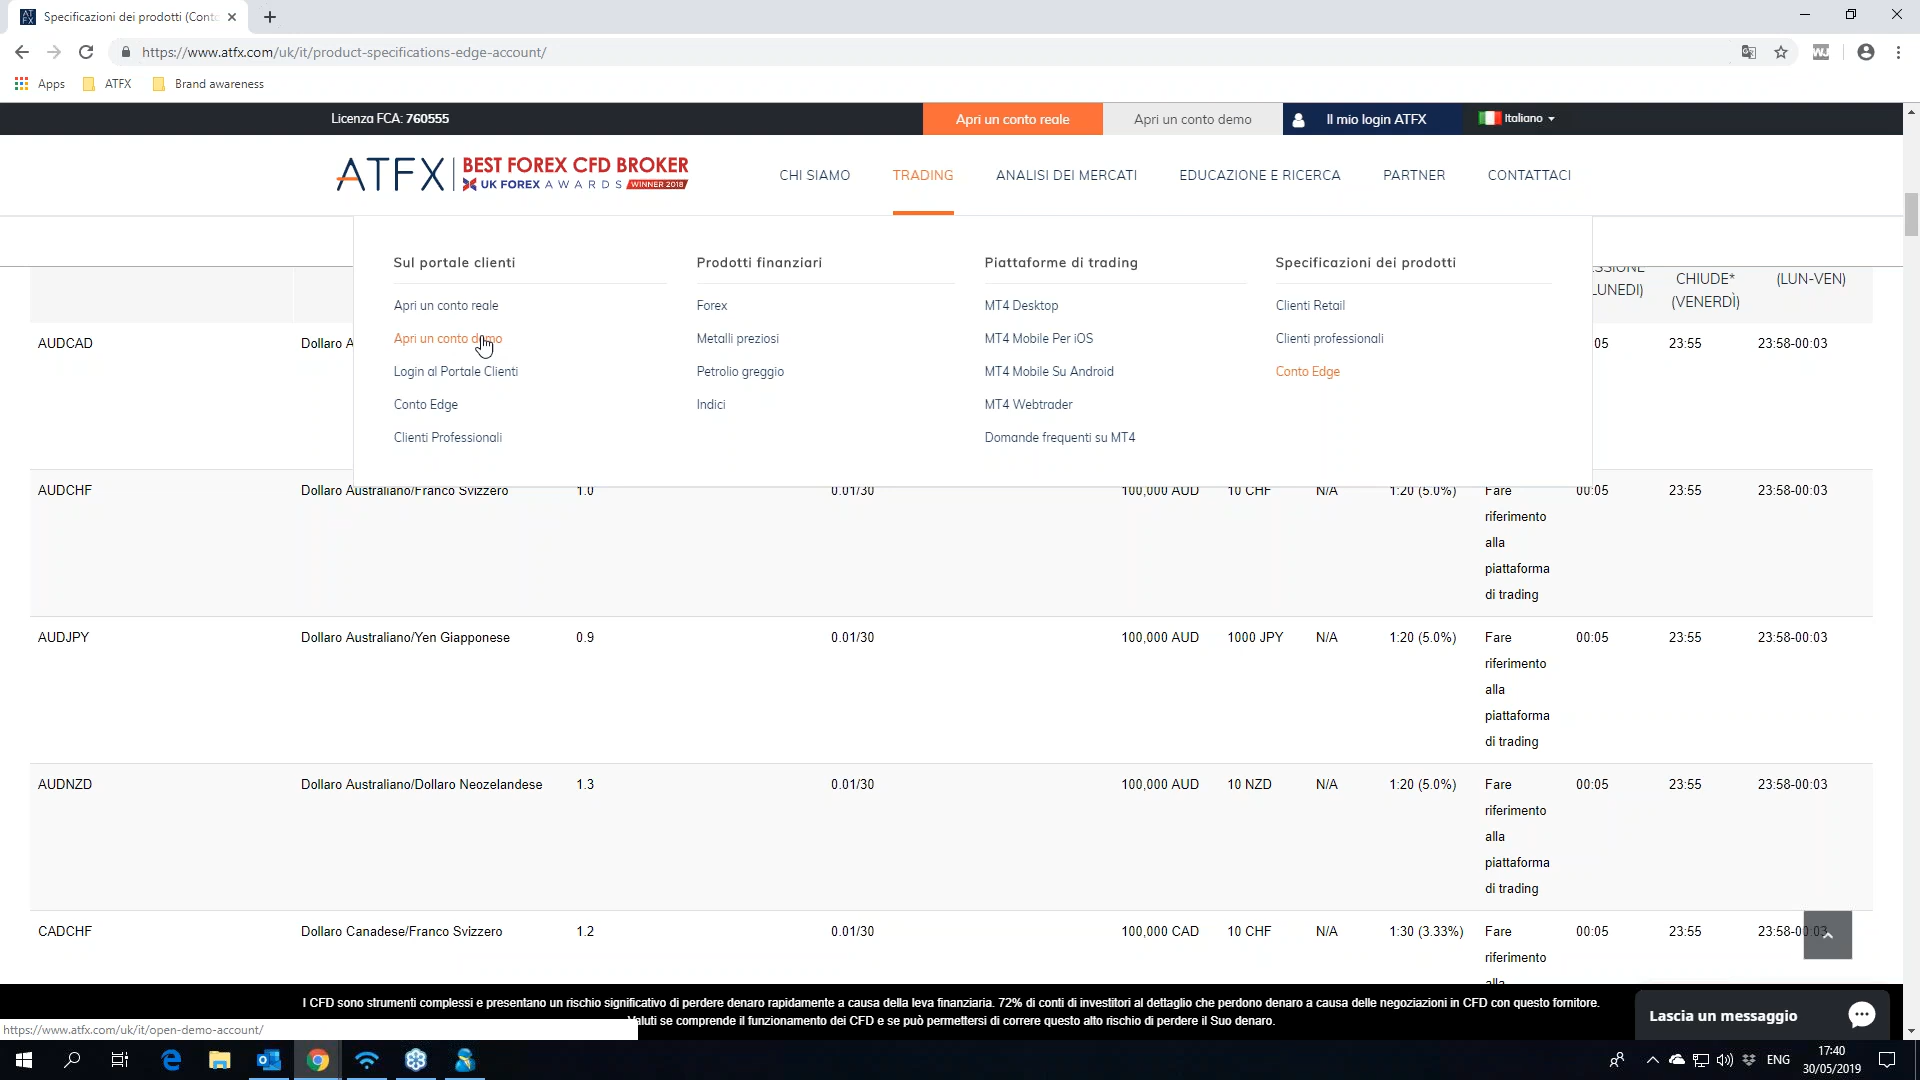 Specificazioni dei prodotti (Conto
https://www.atfx.com/uk/it/product-specifications-edge-account/
Apps ATFX Brand awareness
Licenza FCA: 760555 Apri un conto reale Apri un conto demo Il mio login ATFX Italiano
ATFX BEST FOREX CFD BROKER
UK FOREX AWARDS WINNER 2018
CHI SIAMO TRADING ANALISI DEI MERCATI EDUCAZIONE E RICERCA PARTNER CONTATTACI
Sul portale clienti
Apri un conto reale
Apri un conto demo
Login al Portale Clienti
Conto Edge
Clienti Professionali
Prodotti finanziari
Forex
Metalli preziosi
Petrolio greggio
Indici
Piattaforme di trading
MT4 Desktop
MT4 Mobile Per iOS
MT4 Mobile Su Android
MT4 Webtrader
Domande frequenti su MT4
Specificazioni dei prodotti
Clienti Retail
Clienti professionali
Conto Edge
CHIUDE* (LUN-VEN)
(VENERDÌ)
AUDCAD Dollaro A 05 23:55 23:58-00:03
AUDCHF Dollaro Australiano/Franco Svizzero 1.0 0.01/30 100,000 AUD 10 CHF N/A 1:20 (5.0%) Fare 00:05 23:55 23:58-00:03
riferimento
alla
piattaforma
di trading
AUDJPY Dollaro Australiano/Yen Giapponese 0.9 0.01/30 100,000 AUD 1000 JPY N/A 1:20 (5.0%) Fare 00:05 23:55 23:58-00:03
riferimento
alla
piattaforma
di trading
AUDNZD Dollaro Australiano/Dollaro Neozelandese 1.3 0.01/30 100,000 AUD 10 NZD N/A 1:20 (5.0%) Fare 00:05 23:55 23:58-00:03
riferimento
alla
piattaforma
di trading
CADCHF Dollaro Canadese/Franco Svizzero 1.2 0.01/30 100,000 CAD 10 CHF N/A 1:30 (3.33%) Fare 00:05 23:55 23:58-00:03
riferimento
alla
I CFD sono strumenti complessi e presentano un rischio significativo di perdere denaro rapidamente a causa della leva finanziaria. 72% di conti di investitori al dettaglio che perdono denaro a causa delle negoziazioni in CFD con questo fornitore.
Valuti se comprende il funzionamento dei CFD e se può permettersi di correre questo alto rischio di perdere il Suo denaro.
Lascia un messaggio
https://www.atfx.com/uk/it/open-demo-account/
ENG
17:40
30/05/2019